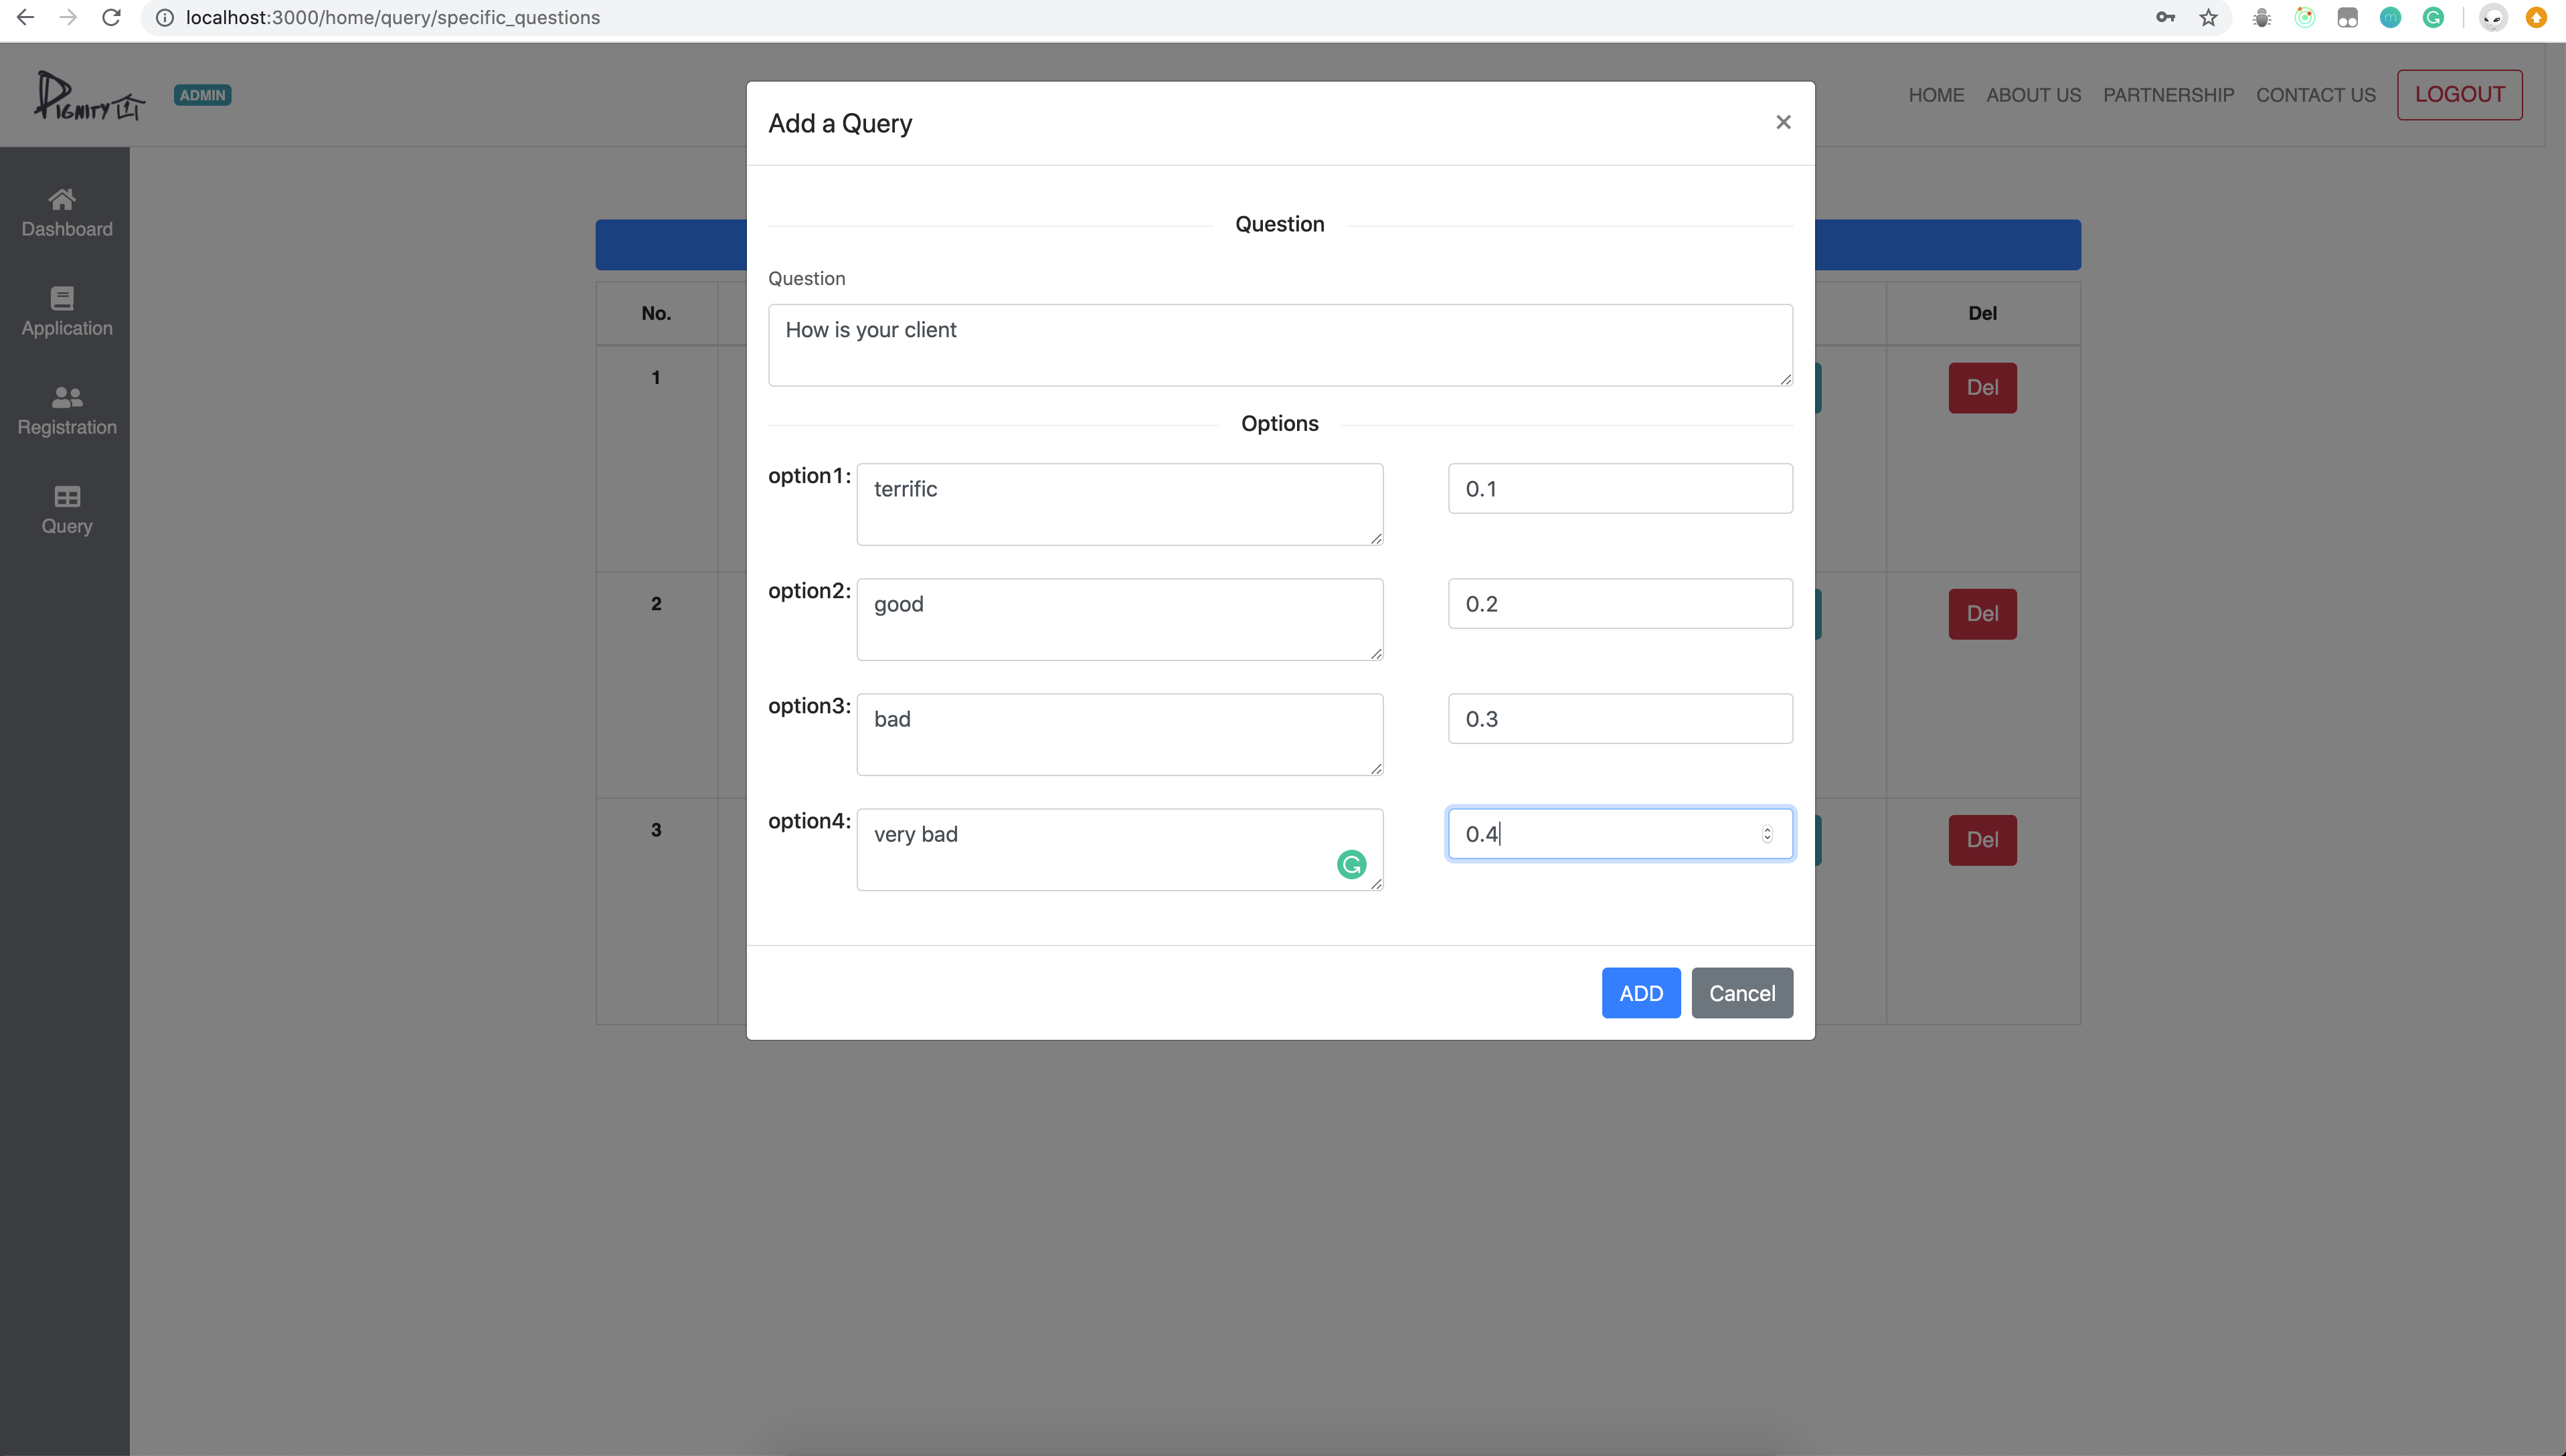 localhost:3000/home/query/specific_questions
DIGNITY
ADMIN
HOME ABOUT US PARTNERSHIP CONTACT US LOGOUT
Dashboard
Application
Registration
Query
Add a Query
×
Question
Question
How is your client
Options
option1: terrific 0.1
option2: good 0.2
option3: bad 0.3
option4: very bad 0.4
ADD Cancel
No. Del
1 Del
2 Del
3 Del